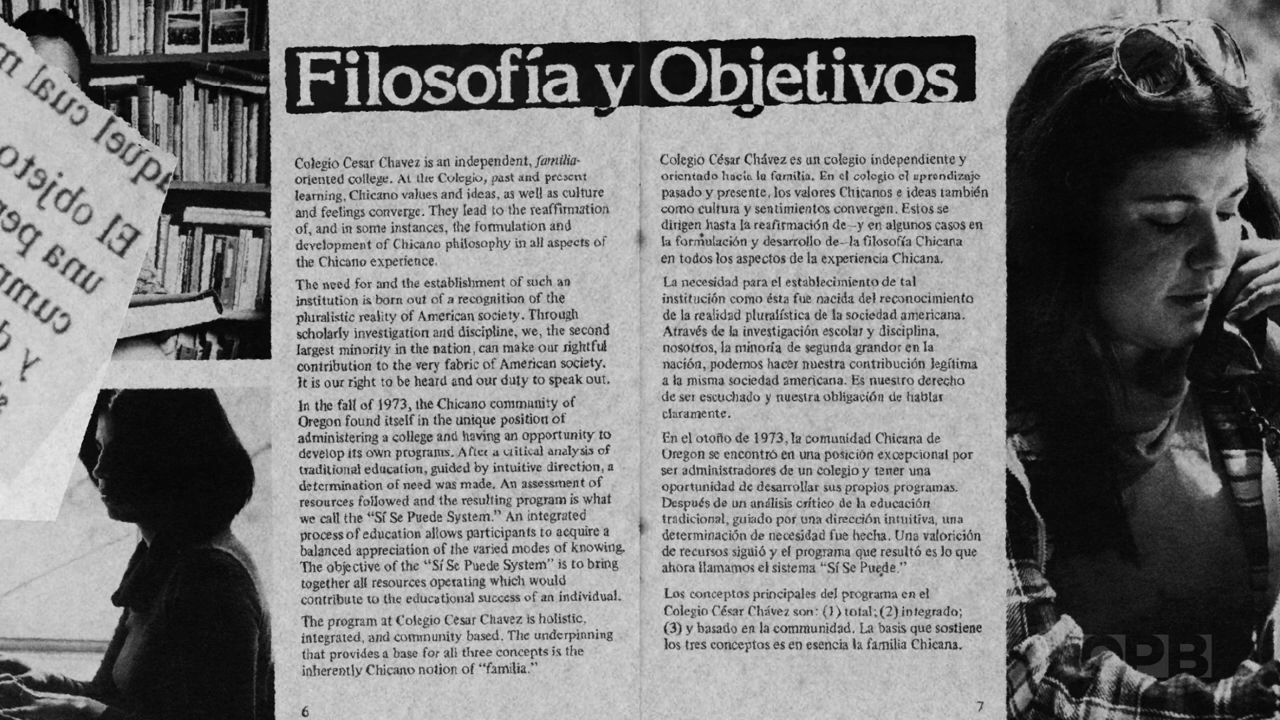 Filosofía y Objetivos
Colegio Cesar Chavez is an independent, familia-
oriented college. At the Colegio, past and present
learning, Chicano values and ideas, as well as culture
and feelings converge. They lead to the reaffirmation
of, and in some instances, the formulation and
development of Chicano philosophy in all aspects of
the Chicano experience.
The need for and the establishment of such an
institution is born out of a recognition of the
pluralistic reality of American society. Through
scholarly investigation and discipline, we, the second
largest minority in the nation, can make our rightful
contribution to the very fabric of American society.
It is our right to be heard and our duty to speak out.
In the fall of 1973, the Chicano community of
Oregon found itself in the unique position of
administering a college and having an opportunity to
develop its own programs. After a critical analysis of
traditional education, guided by intuitive direction, a
determination of need was made. An assessment of
resources followed and the resulting program is what
we call the “Sí Se Puede System.” An integrated
process of education allows participants to acquire a
balanced appreciation of the varied modes of knowing.
The objective of the “Sí Se Puede System” is to bring
together all resources operating which would
contribute to the educational success of an individual.
The program at Colegio Cesar Chavez is holistic,
integrated, and community based. The underpinning
that provides a base for all three concepts is the
inherently Chicano notion of “familia.”
6
Colegio César Chávez es un colegio independiente y
orientado hacia la familia. En el colegio el aprendizaje
pasado y presente, los valores Chicanos e ideas también
como cultura y sentimientos convergen. Estos se
dirigen hasta la reafirmación de—y en algunos casos en
la formulación y desarrollo de—la filosofía Chicana
en todos los aspectos de la experiencia Chicana.
La necesidad para el establecimiento de tal
institución como ésta fue nacida del reconocimiento
de la realidad pluralística de la sociedad americana.
Através de la investigación escolar y disciplina,
nosotros, la minoría de segunda grandor en la
nación, podemos hacer nuestra contribución legítima
a la misma sociedad americana. Es nuestro derecho
de ser escuchado y nuestra obligación de hablar
claramente.
En el otoño de 1973, la comunidad Chicana de
Oregon se encontró en una posición excepcional por
ser administradores de un colegio y tener una
oportunidad de desarrollar sus propios programas.
Después de un análisis crítico de la educación
tradicional, guiado por una dirección intuitiva, una
determinación de necesidad fue hecha. Una valorición
de recursos siguió y el programa que resultó es lo que
ahora llamamos el sistema “Sí Se Puede.”
Los conceptos principales del programa en el
Colegio César Chávez son: (1) total; (2) integrado;
(3) y basado en la communidad. La basis que sostiene
los tres conceptos es en esencia la familia Chicana.
7
aquel cual
El objeto
una
y
OPB